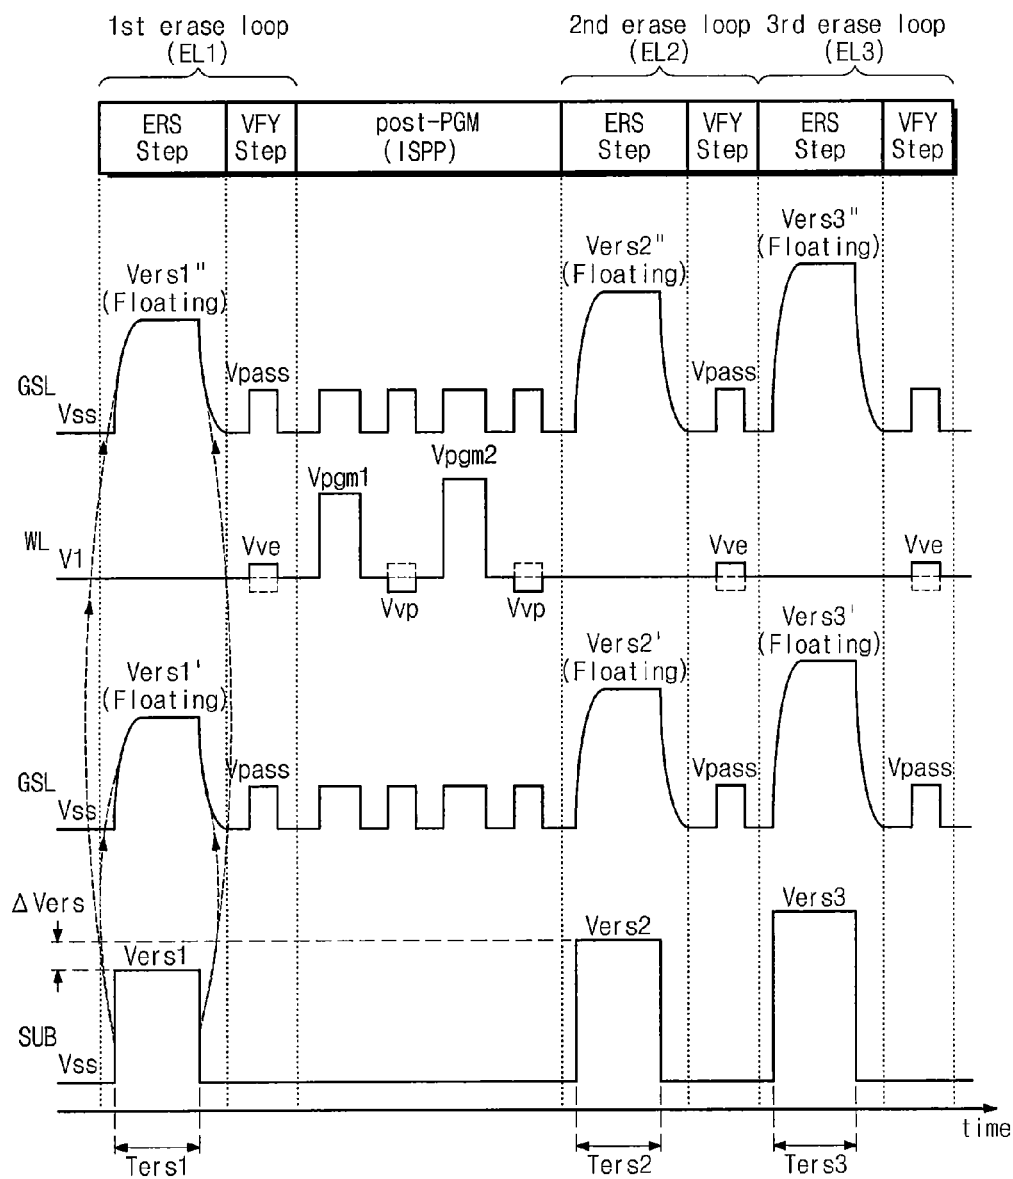 1st erase loop
(EL1)
2nd erase loop
(EL2)
3rd erase loop
(EL3)
ERS
Step
VFY
Step
post-PGM
(ISPP)
ERS
Step
VFY
Step
ERS
Step
VFY
Step
Vers1"
(Floating)
Vers2"
(Floating)
Vers3"
(Floating)
GSL
Vss
Vpass
Vpass
WL
V1
Vve
Vpgm1
Vvp
Vpgm2
Vvp
Vve
Vve
Vers1'
(Floating)
Vers2'
(Floating)
Vers3'
(Floating)
GSL
Vss
Vpass
Vpass
Vpass
ΔVers
Vers1
Vers2
Vers3
SUB
Vss
time
Ters1
Ters2
Ters3